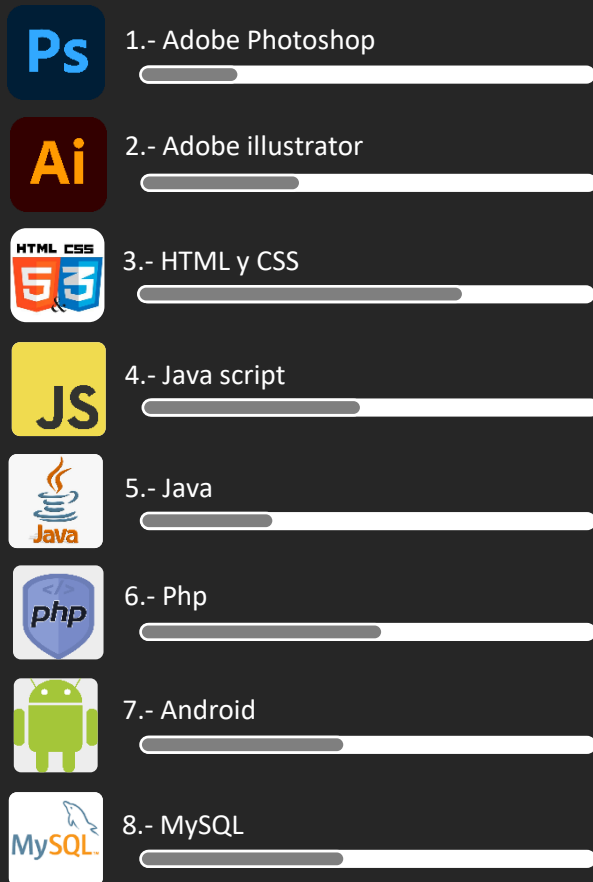 Ps
1.- Adobe Photoshop
Ai
2.- Adobe illustrator
HTML CSS
5 & 3
3.- HTML y CSS
JS
4.- Java script
Java
5.- Java
</>
php
6.- Php
7.- Android
MySQL
8.- MySQL